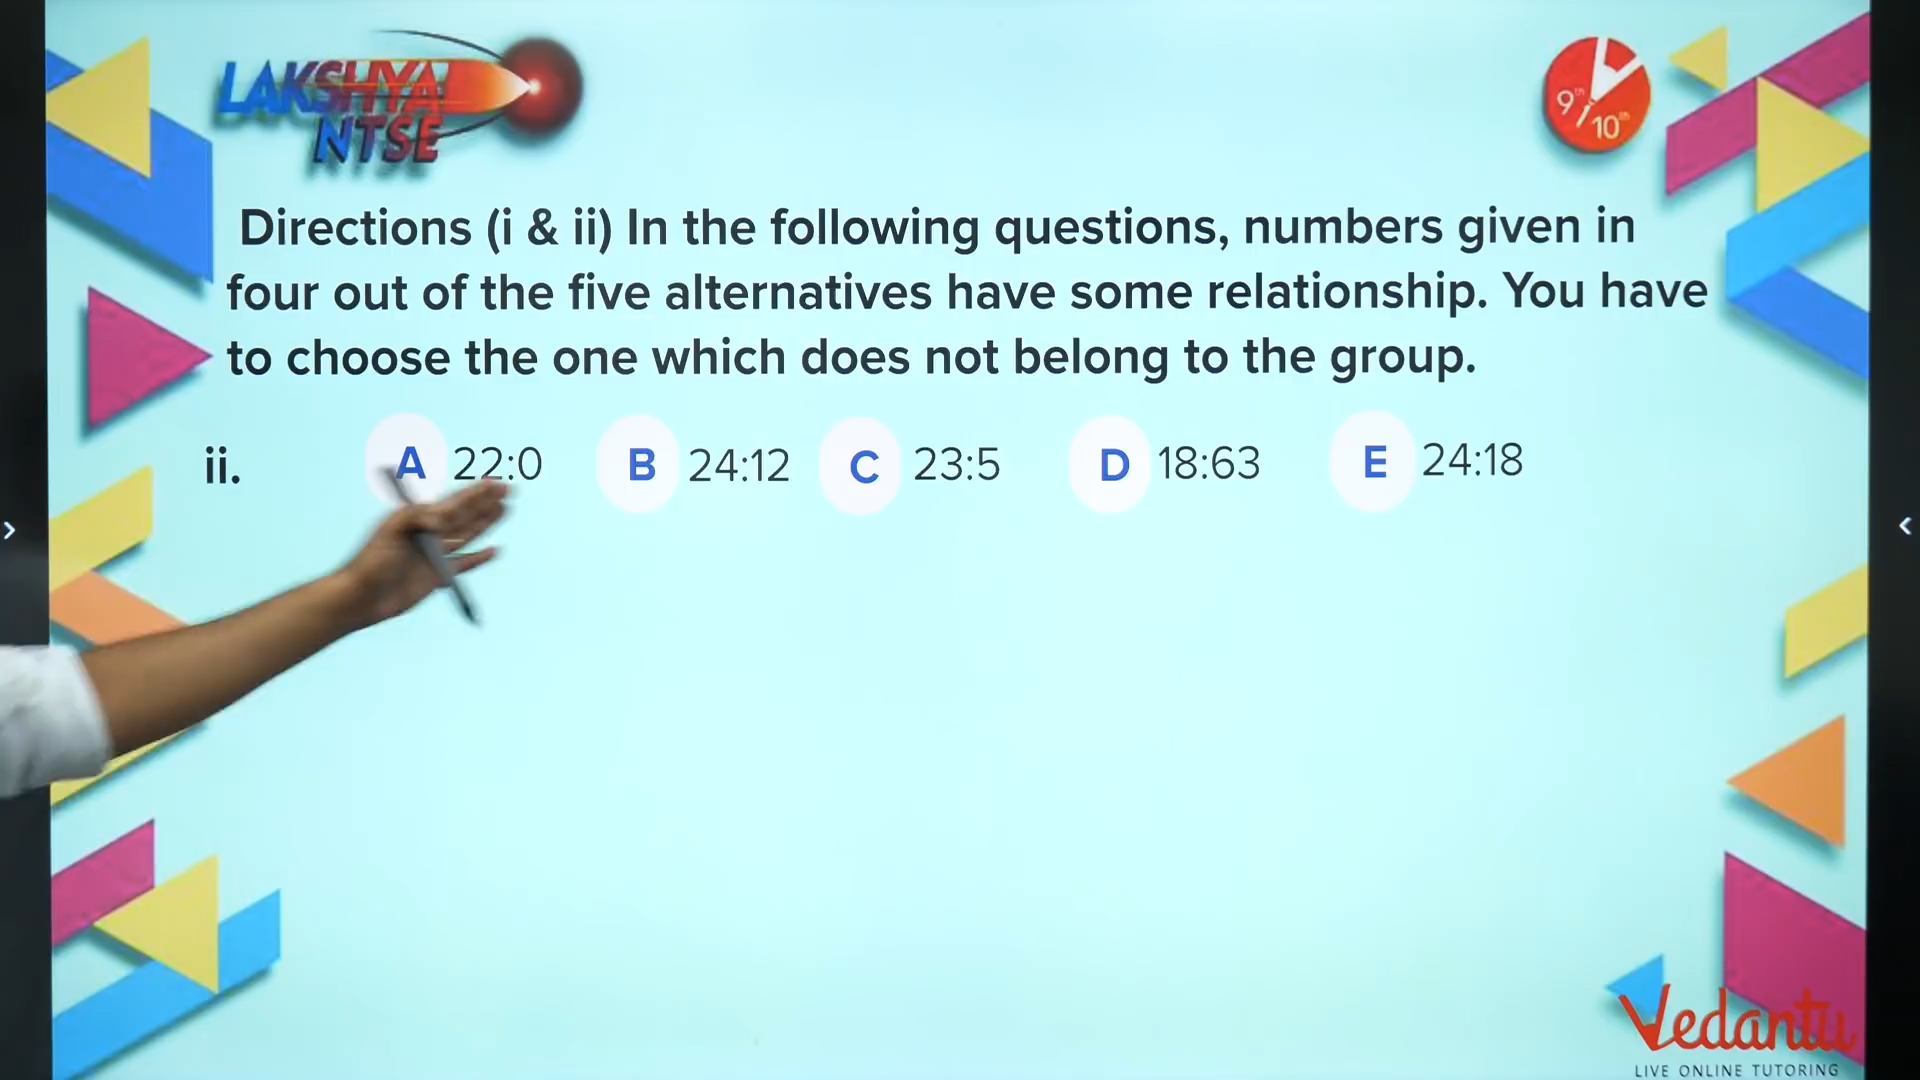 LAKSHYA
NTSE
9th/10th
Directions (i & ii) In the following questions, numbers given in
four out of the five alternatives have some relationship. You have
to choose the one which does not belong to the group.
ii. A 22:0 B 24:12 C 23:5 D 18:63 E 24:18
Vedantu
LIVE ONLINE TUTORING